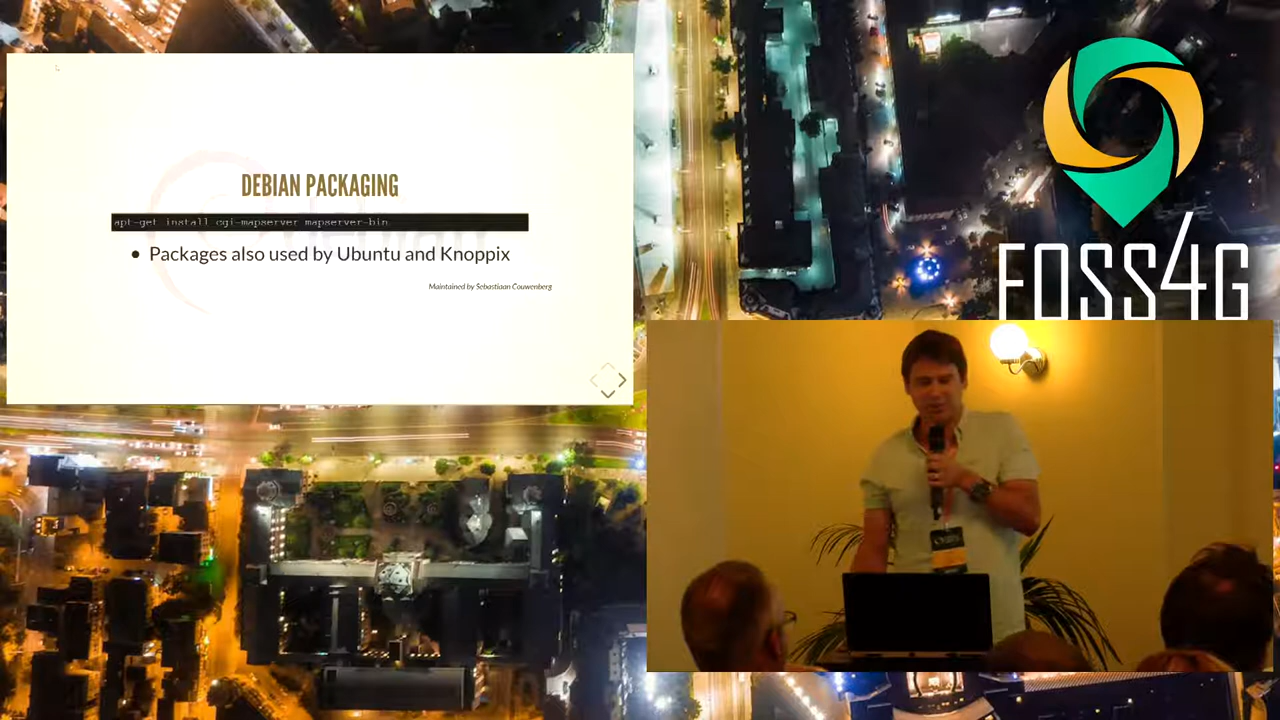 DEBIAN PACKAGING
apt-get install cgi-mapserver mapserver-bin
• Packages also used by Ubuntu and Knoppix
Maintained by Sebastiaan Couwenberg
FOSS4G